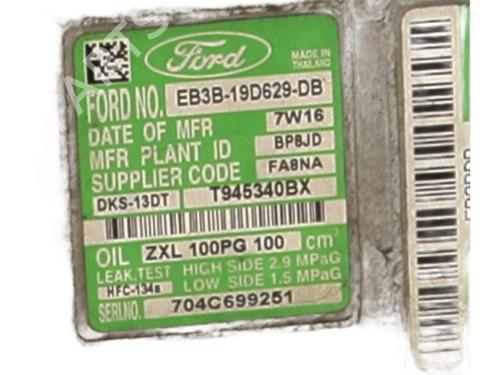 Ford
MADE IN
THAILAND
FORD NO. EB3B-19D629-DB
DATE OF MFR 7W16
MFR PLANT ID BP8JD
SUPPLIER CODE FA8NA
DKS-13DT T945340BX
OIL ZXL 100PG 100 cm³
LEAK.TEST HIGH SIDE 2.9 MPaG
HFC-134a LOW SIDE 1.5 MPaG
SERI.NO. 704C699251